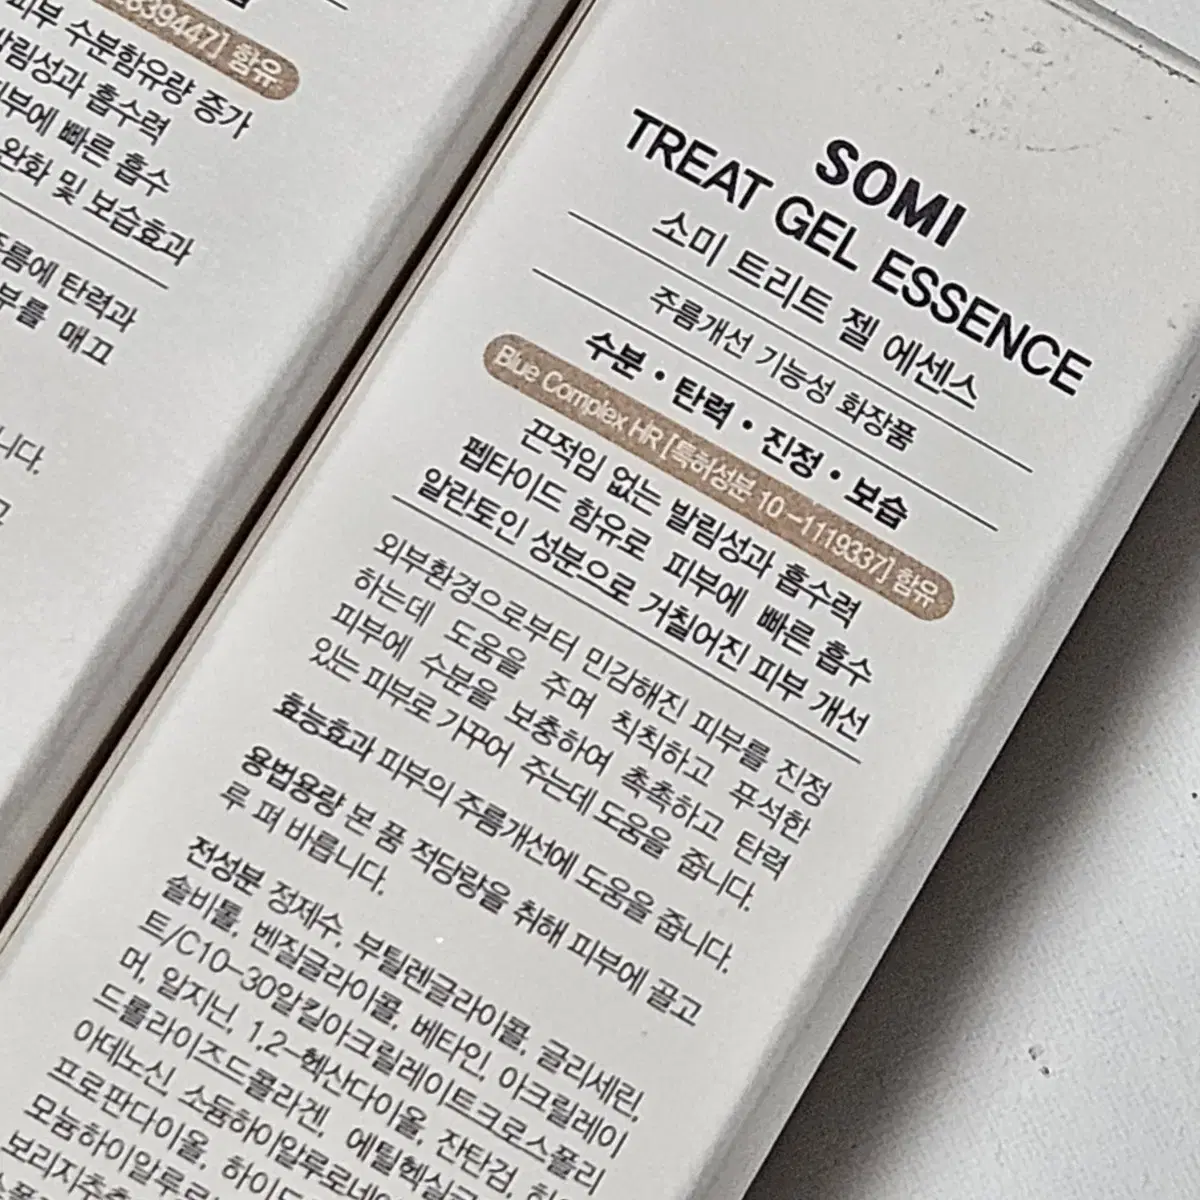 2839447] 함유
피부 수분함유량 증가
발림성과 흡수력
피부에 빠른 흡수
완화 및 보습효과
주름에 탄력과
부를 매끄
니다.
SOMI
TREAT GEL ESSENCE
소미 트리트 젤 에센스
주름개선 기능성 화장품
수분 • 탄력 • 진정 • 보습
Blue Complex HR [특허성분 10-1119337] 함유
끈적임 없는 발림성과 흡수력
펩타이드 함유로 피부에 빠른 흡수
알란토인 성분으로 거칠어진 피부 개선
외부환경으로부터 민감해진 피부를 진정
하는데 도움을 주며 칙칙하고 푸석한
피부에 수분을 보충하여 촉촉하고 탄력
있는 피부로 가꾸어 주는데 도움을 줍니다.
효능효과 피부의 주름개선에 도움을 줍니다.
용법용량 본 품 적당량을 취해 피부에 골고
루 펴 바릅니다.
전성분 정제수, 부틸렌글라이콜, 글리세린,
솔비톨, 벤질글라이콜, 베타인, 아크릴레이
트/C10-30알킬아크릴레이트크로스폴리
머, 알지닌, 1,2-헥산다이올, 잔탄검,
드롤라이즈드콜라겐, 에틸헥실글
아데노신, 소듐하이알루로네이
프로판다이올, 하이드
모늄하이알루로
보리지추출